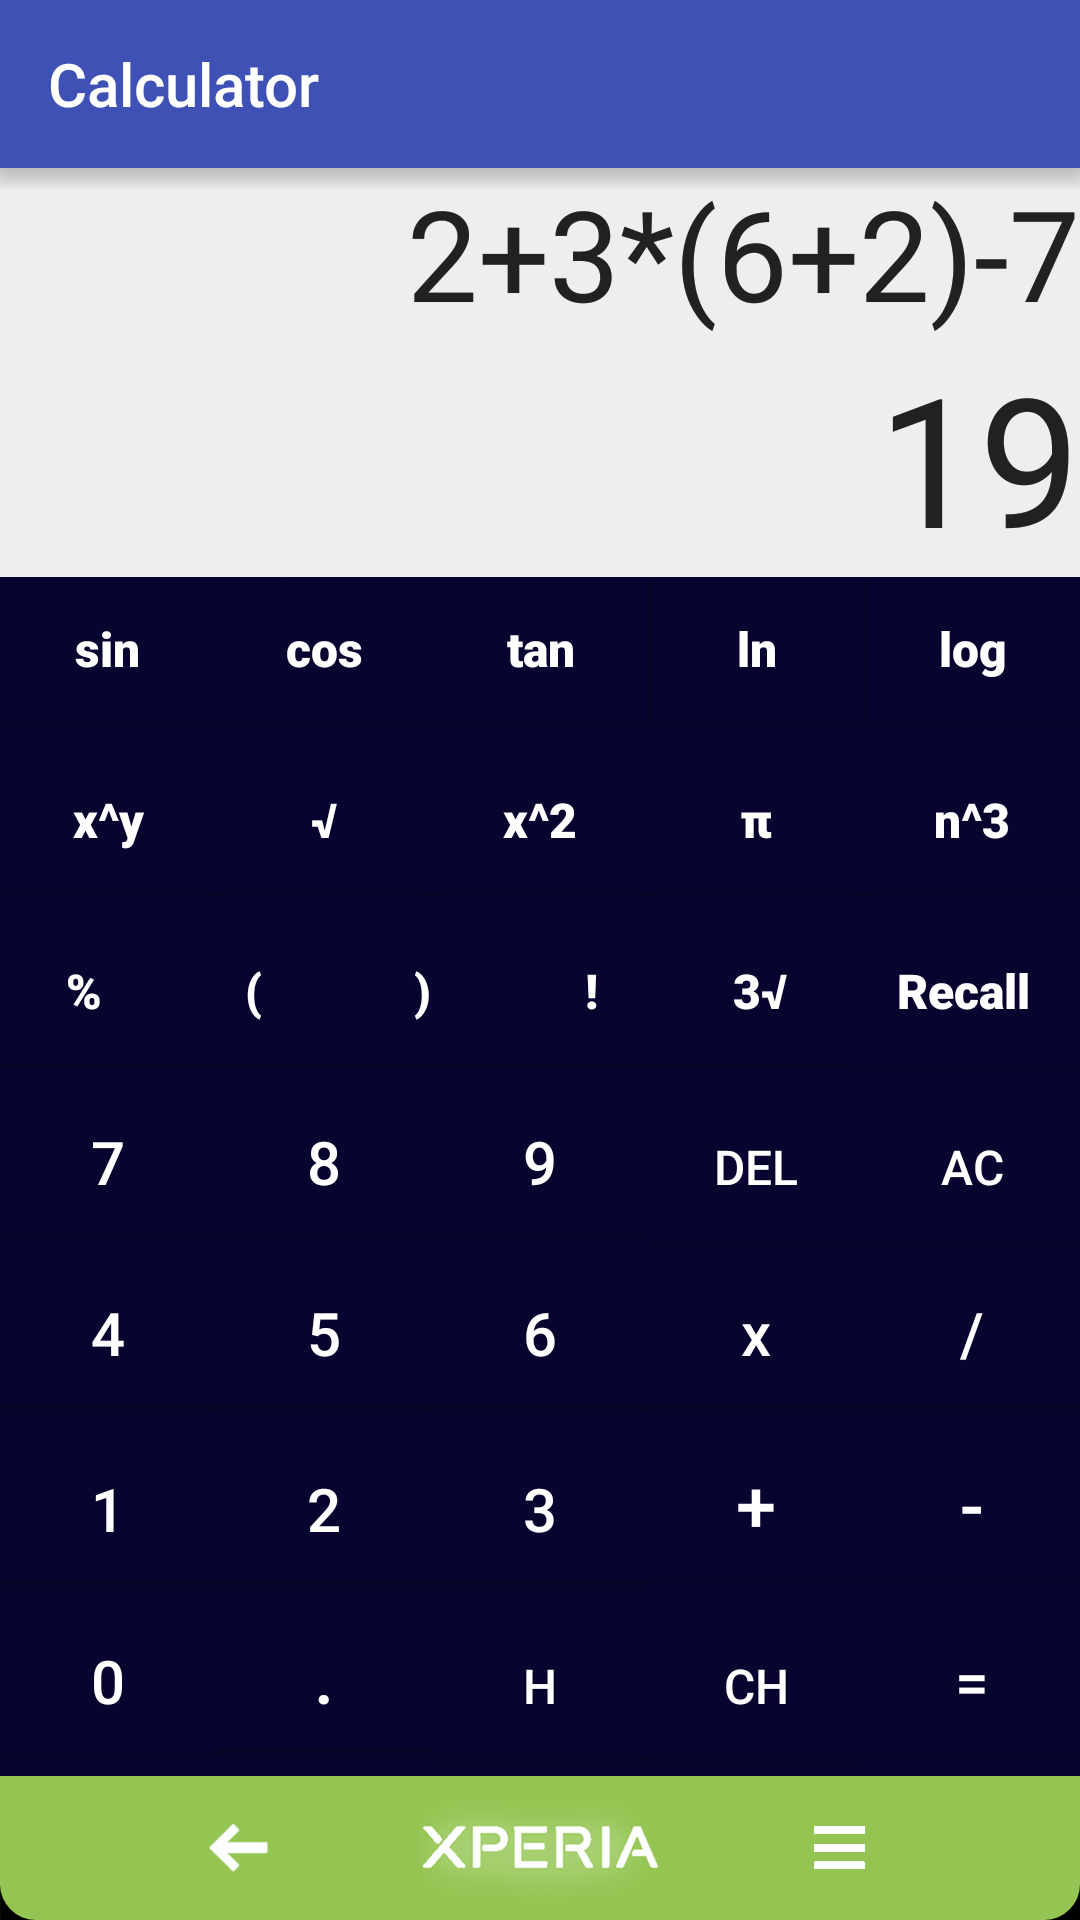 Calculator
2+3*(6+2)-7
19
sin cos tan ln log
x^y √ x^2 π n^3
% ( ) ! 3√ Recall
7 8 9 DEL AC
4 5 6 x /
1 2 3 + -
0 . H CH =
XPERIA